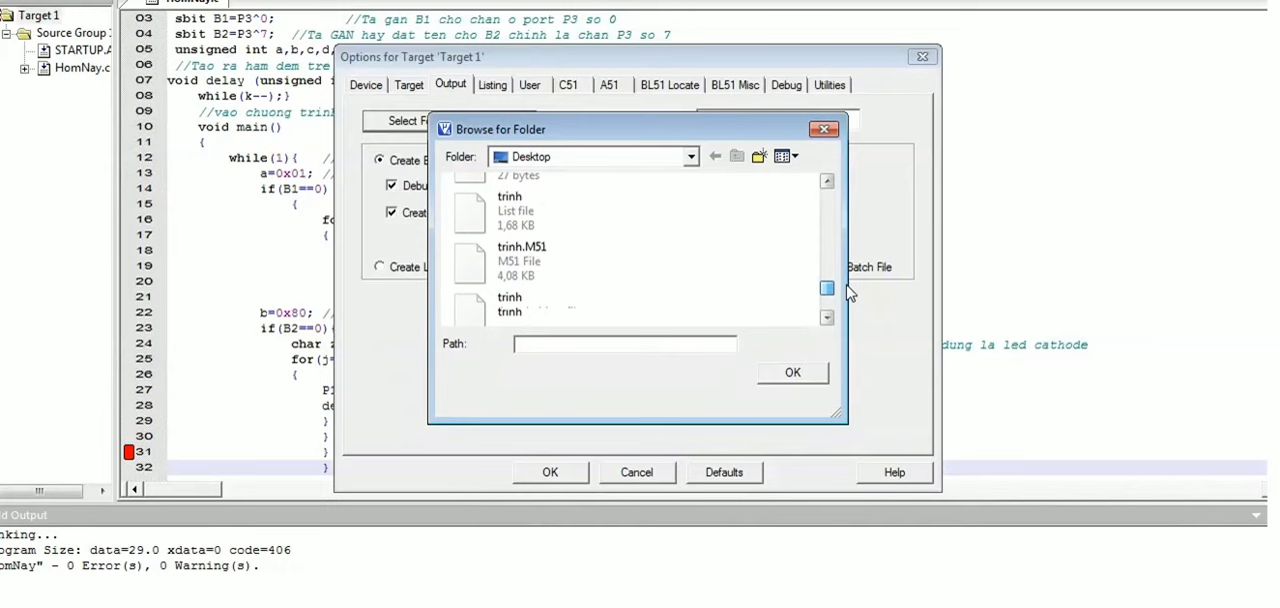 Target 1
Source Group
STARTUP.A
HomNay.c
03 sbit B1=P3^0; //Ta gan B1 cho chan o port P3 so 0
04 sbit B2=P3^7; //Ta GAN hay dat ten cho B2 chinh la chan P3 so 7
05 unsigned int a,b,c,d,
06 //Tao ra ham dem tre
07 void delay (unsigned i
08 while(k--);}
09 //vao chuong trinh
10 void main()
11 {
12 while(1){ /
13 a=0x01; /
14 if(B1==0)
15 {
16 fo
17 {
18
19
20
21
22 b=0x80; /
23 if(B2==0){
24 char dung la led cathode
25 for(j=
26 {
27 P1
28 de
29 }
30 }
31 }
32 }
Options for Target 'Target 1'
Device Target Output Listing User C51 A51 BL51 Locate BL51 Misc Debug Utilities
Select Fo
Create E
Debu
Creat
Create L
Batch File
Browse for Folder
Folder: Desktop
27 bytes
trinh
List file
1,68 KB
trinh.M51
M51 File
4,08 KB
trinh
trinh
Path:
OK
OK Cancel Defaults Help
d Output
nking...
ogram Size: data=29.0 xdata=0 code=406
omNay" - 0 Error(s), 0 Warning(s).